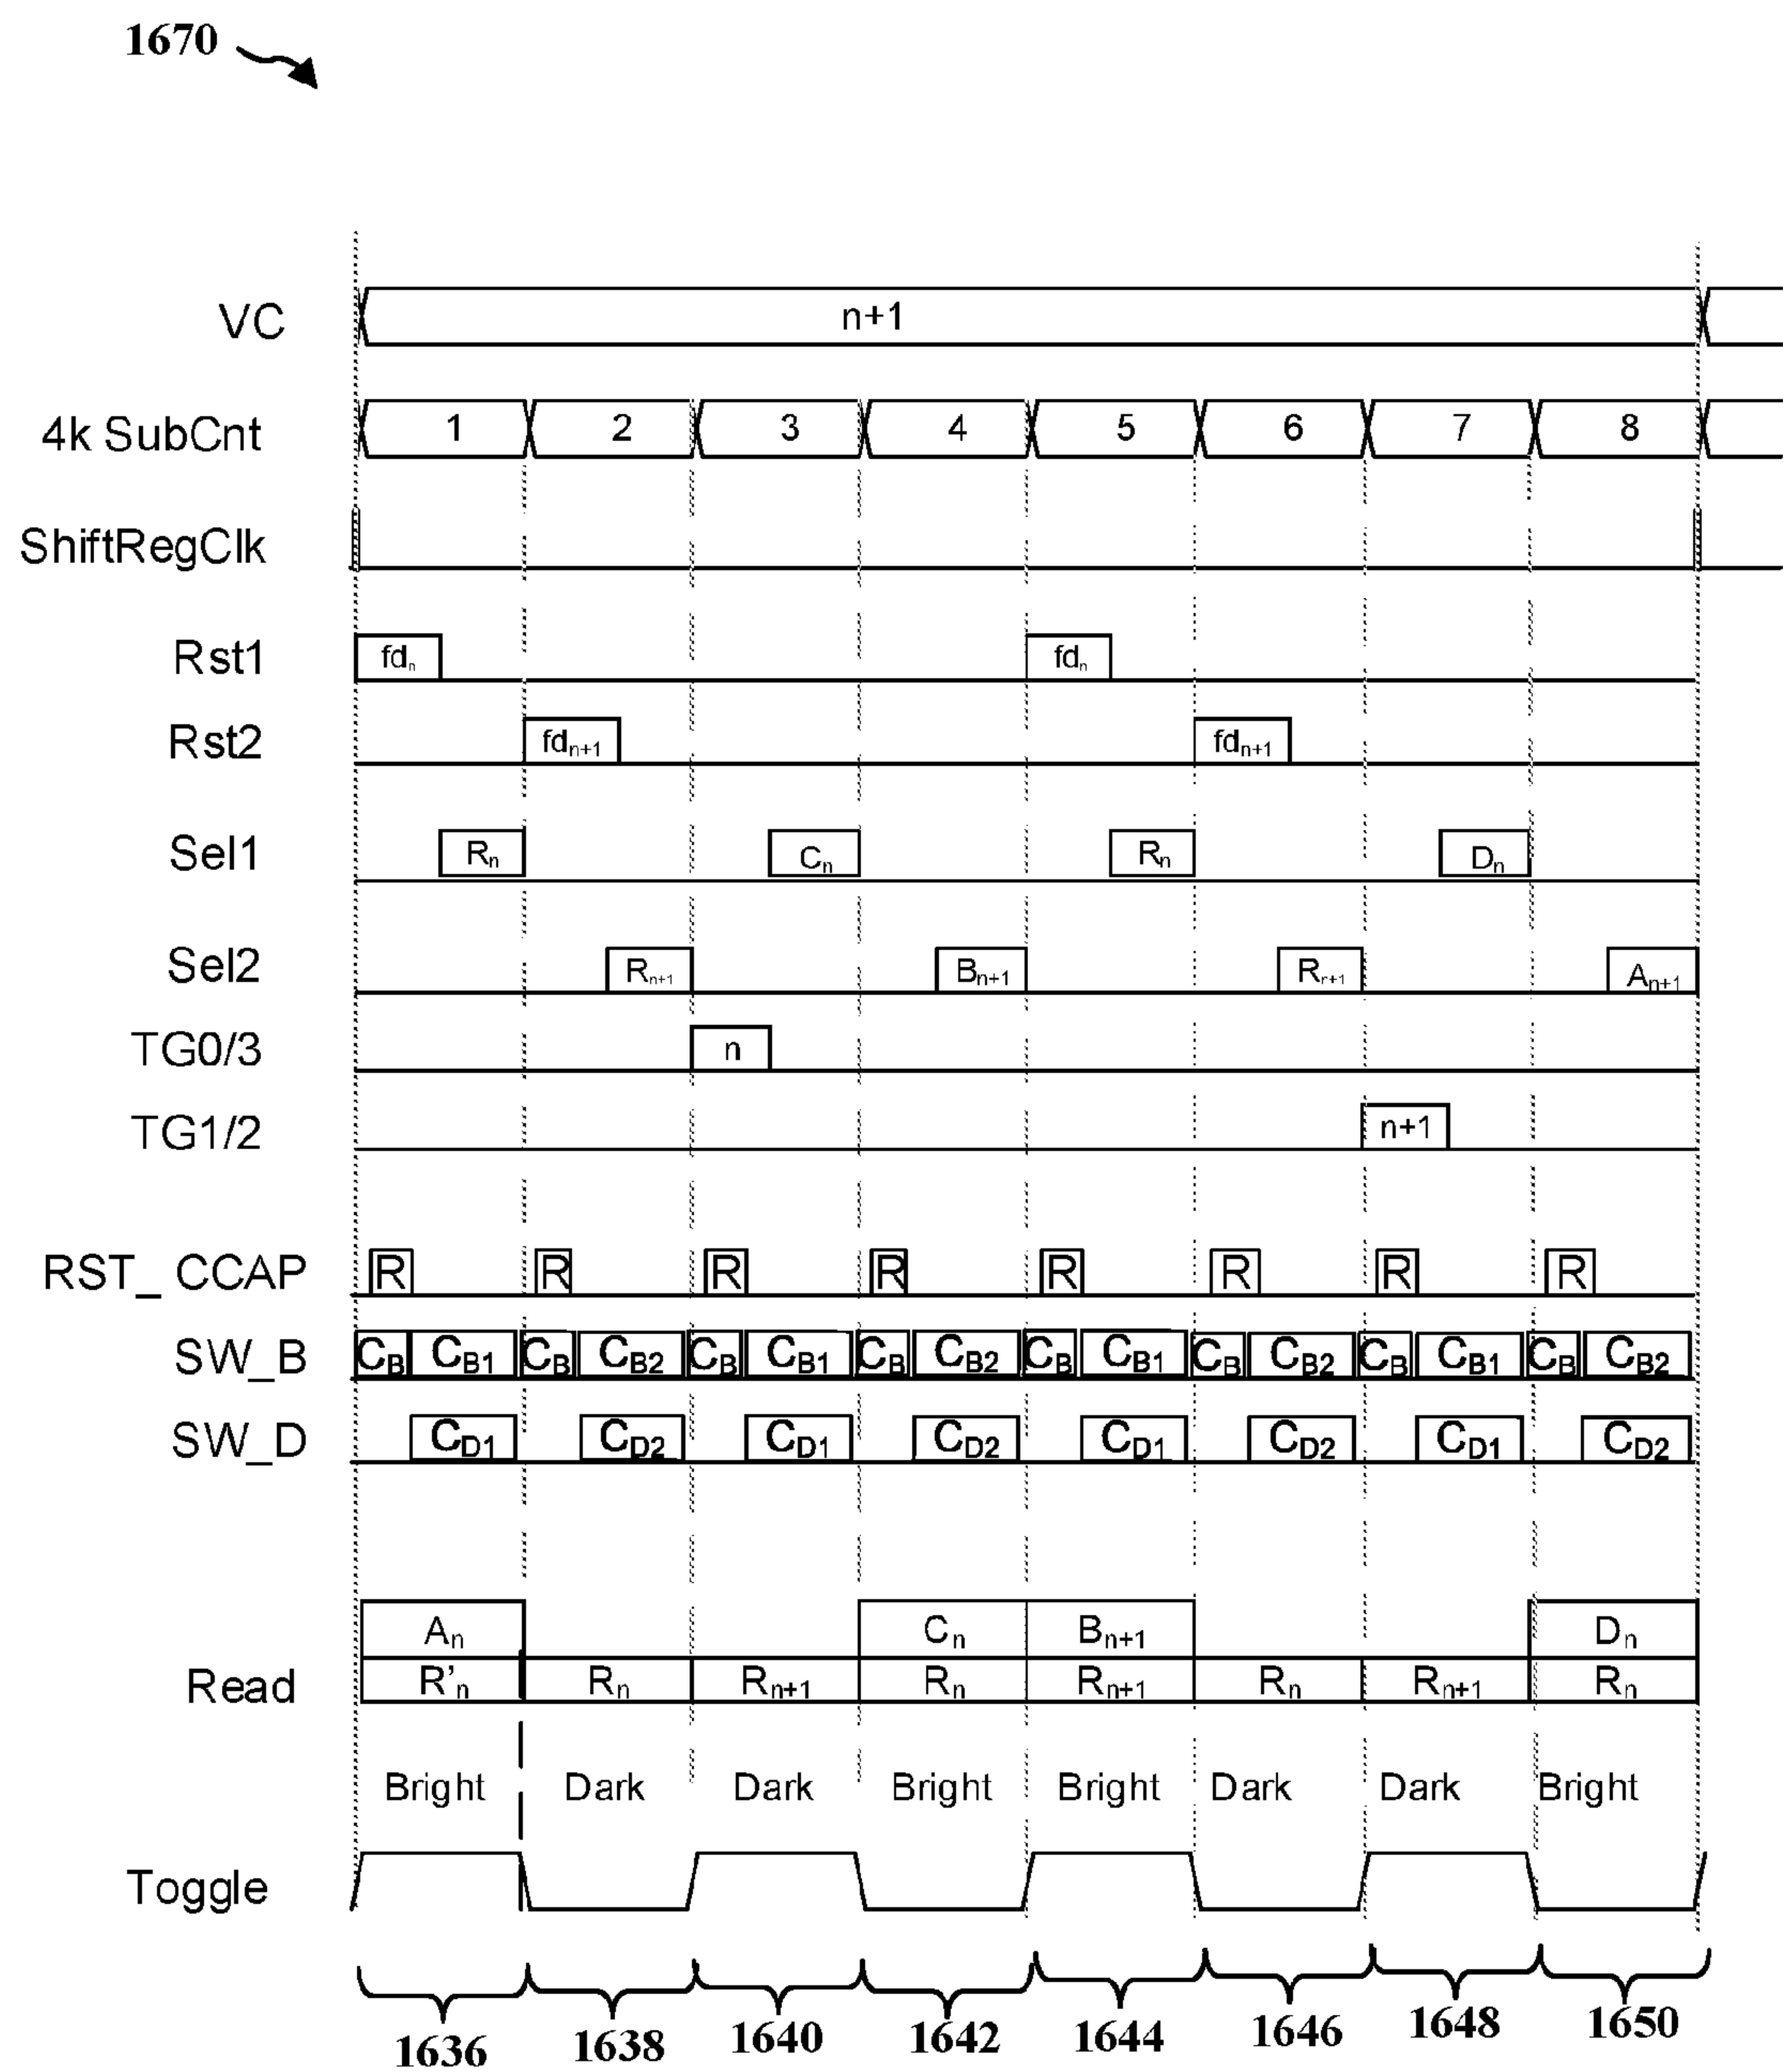 1670
VC n+1
4k SubCnt 1 2 3 4 5 6 7 8
ShiftRegClk
Rst1 fdn fdn
Rst2 fdn+1 fdn+1
Sel1 Rn Cn Rn Dn
Sel2 Rn+1 Bn+1 Rr+1 An+1
TG0/3 n
TG1/2 n+1
RST_ CCAP R R R R R R R R
SW_B CB CB1 CB CB2 CB CB1 CB CB2 CB CB1 CB CB2 CB CB1 CB CB2
SW_D CD1 CD2 CD1 CD2 CD1 CD2 CD1 CD2
An Cn Bn+1 Dn
Read R’n Rn Rn+1 Rn Rn+1 Rn Rn+1 Rn
Bright Dark Dark Bright Bright Dark Dark Bright
Toggle
1636 1638 1640 1642 1644 1646 1648 1650